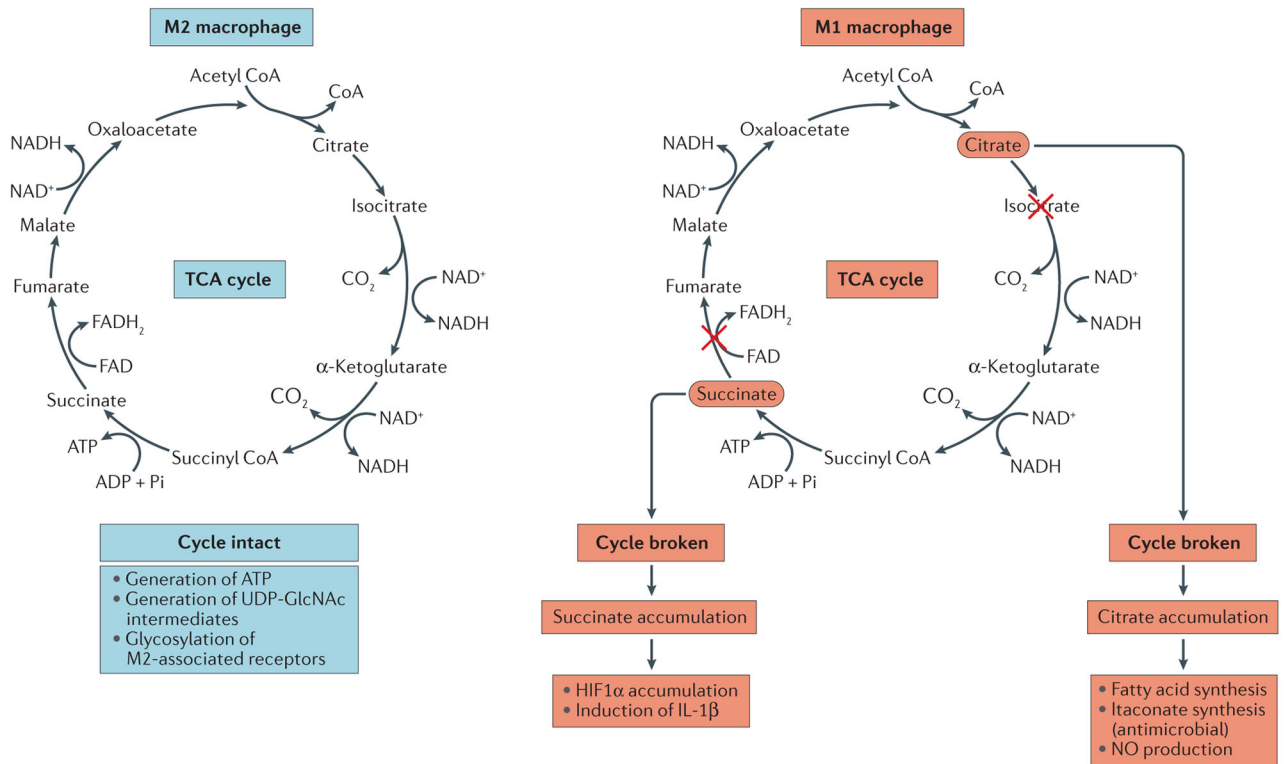 M2 macrophage
Acetyl CoA
CoA
Oxaloacetate
Citrate
NADH
NAD⁺
Isocitrate
Malate
TCA cycle
CO₂
NAD⁺
NADH
Fumarate
FADH₂
FAD
α-Ketoglutarate
Succinate
CO₂
NAD⁺
NADH
ATP
ADP + Pi
Succinyl CoA
Cycle intact
• Generation of ATP
• Generation of UDP-GlcNAc
intermediates
• Glycosylation of
M2-associated receptors
M1 macrophage
Acetyl CoA
CoA
Oxaloacetate
Citrate
NADH
NAD⁺
Isocitrate
Malate
TCA cycle
CO₂
NAD⁺
NADH
Fumarate
FADH₂
FAD
α-Ketoglutarate
Succinate
CO₂
NAD⁺
NADH
ATP
ADP + Pi
Succinyl CoA
Cycle broken
Succinate accumulation
• HIF1α accumulation
• Induction of IL-1β
Cycle broken
Citrate accumulation
• Fatty acid synthesis
• Itaconate synthesis
(antimicrobial)
• NO production